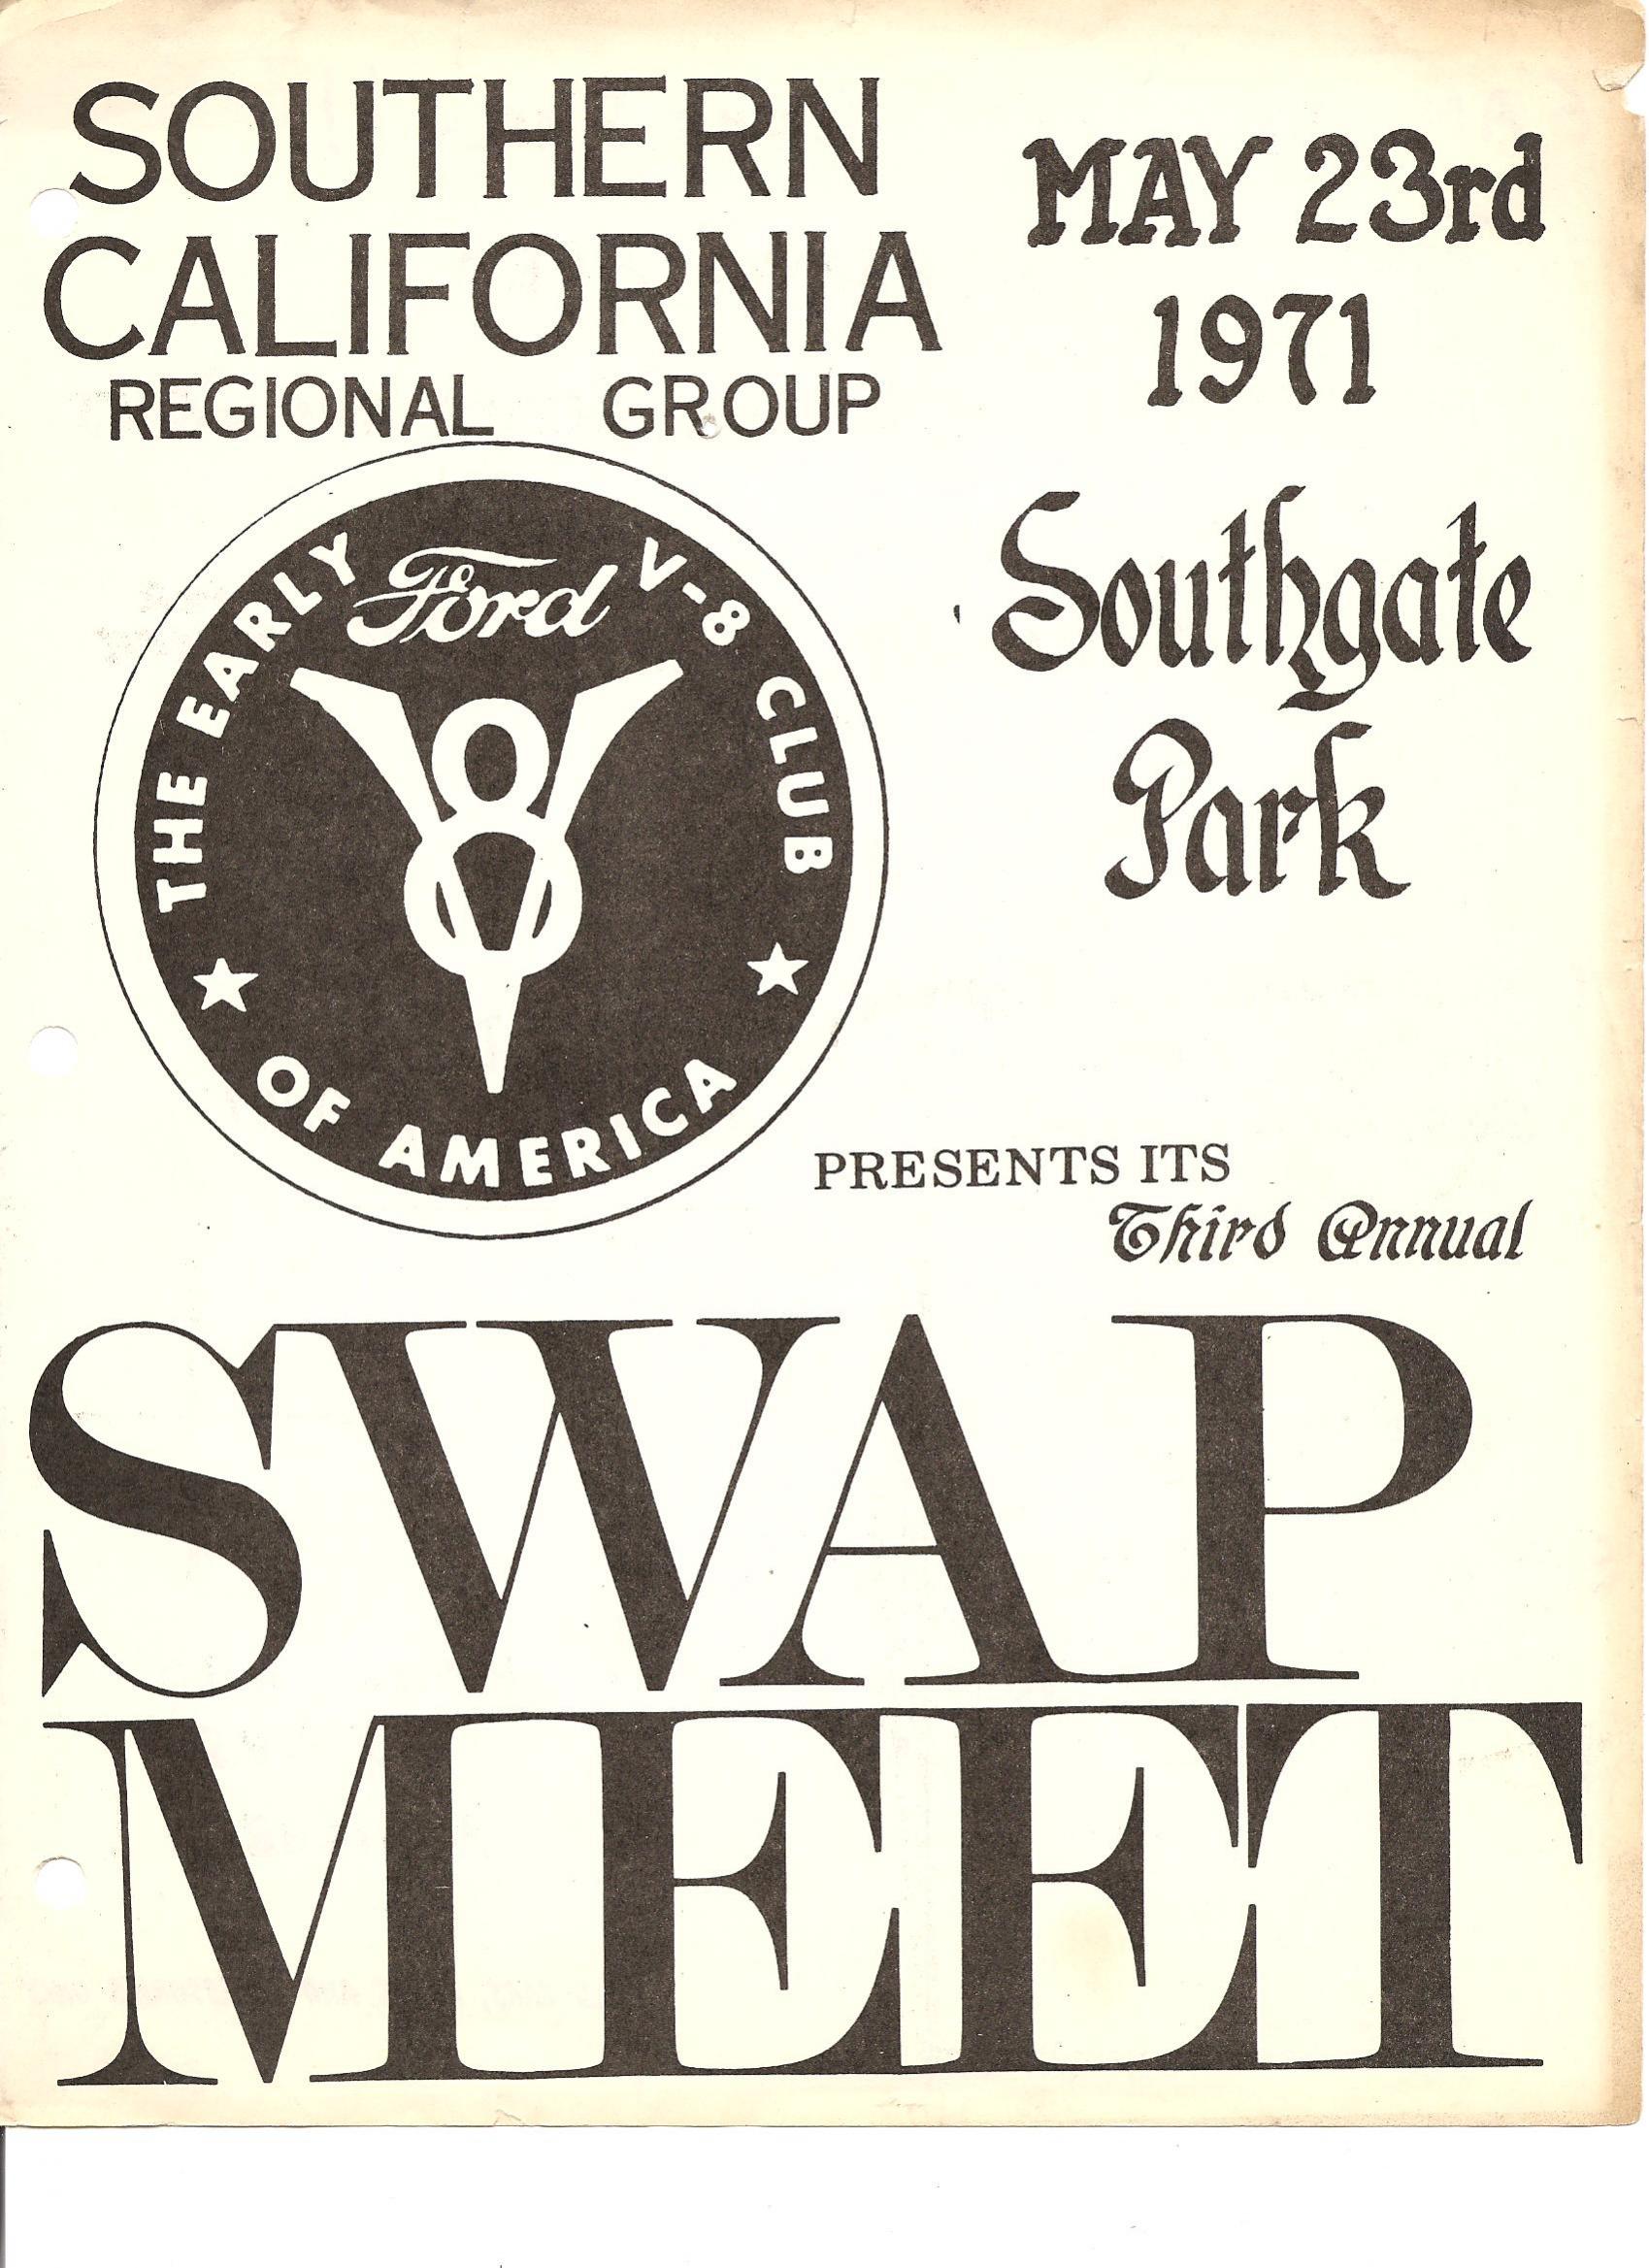 SOUTHERN
CALIFORNIA
REGIONAL GROUP
MAY 23rd
1971
Southgate
Park
THE EARLY Ford V-8 CLUB
V8
OF AMERICA
PRESENTS ITS
Third Annual
SWAP
MEET